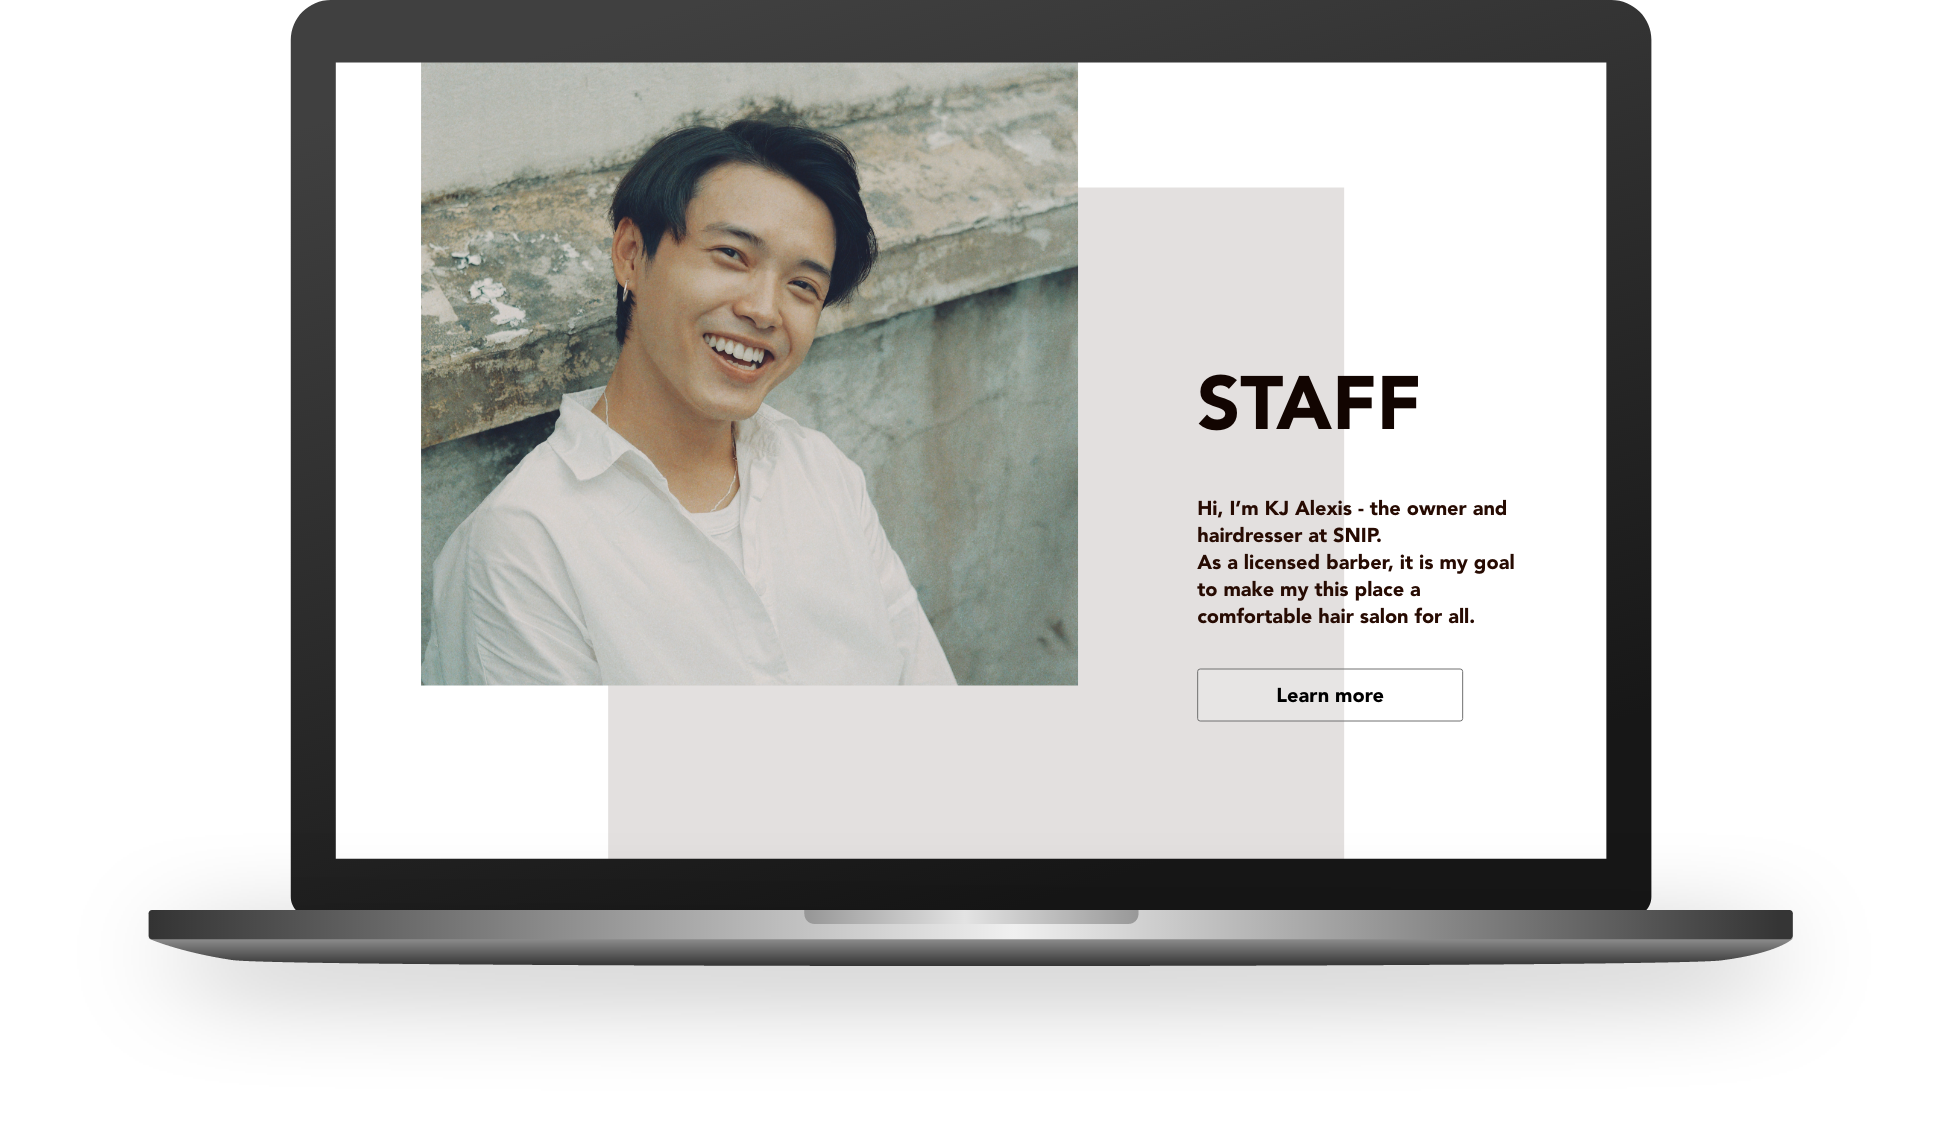 STAFF
Hi, I’m KJ Alexis - the owner and
hairdresser at SNIP.
As a licensed barber, it is my goal
to make my this place a
comfortable hair salon for all.
Learn more